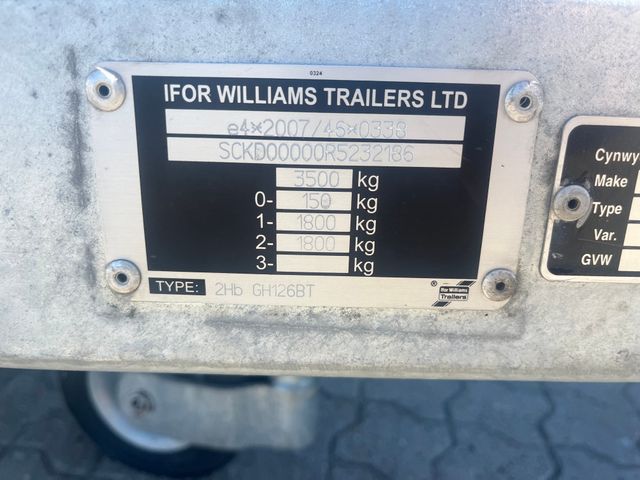 0324
IFOR WILLIAMS TRAILERS LTD
e4*2007/46*0338
SCKD00000R5232186
3500 kg
0- 150 kg
1- 1800 kg
2- 1800 kg
3- kg
TYPE: 2Hb GH126BT
® Ifor Williams
Trailers
Cynwy
Make
Type
Var.
GVW